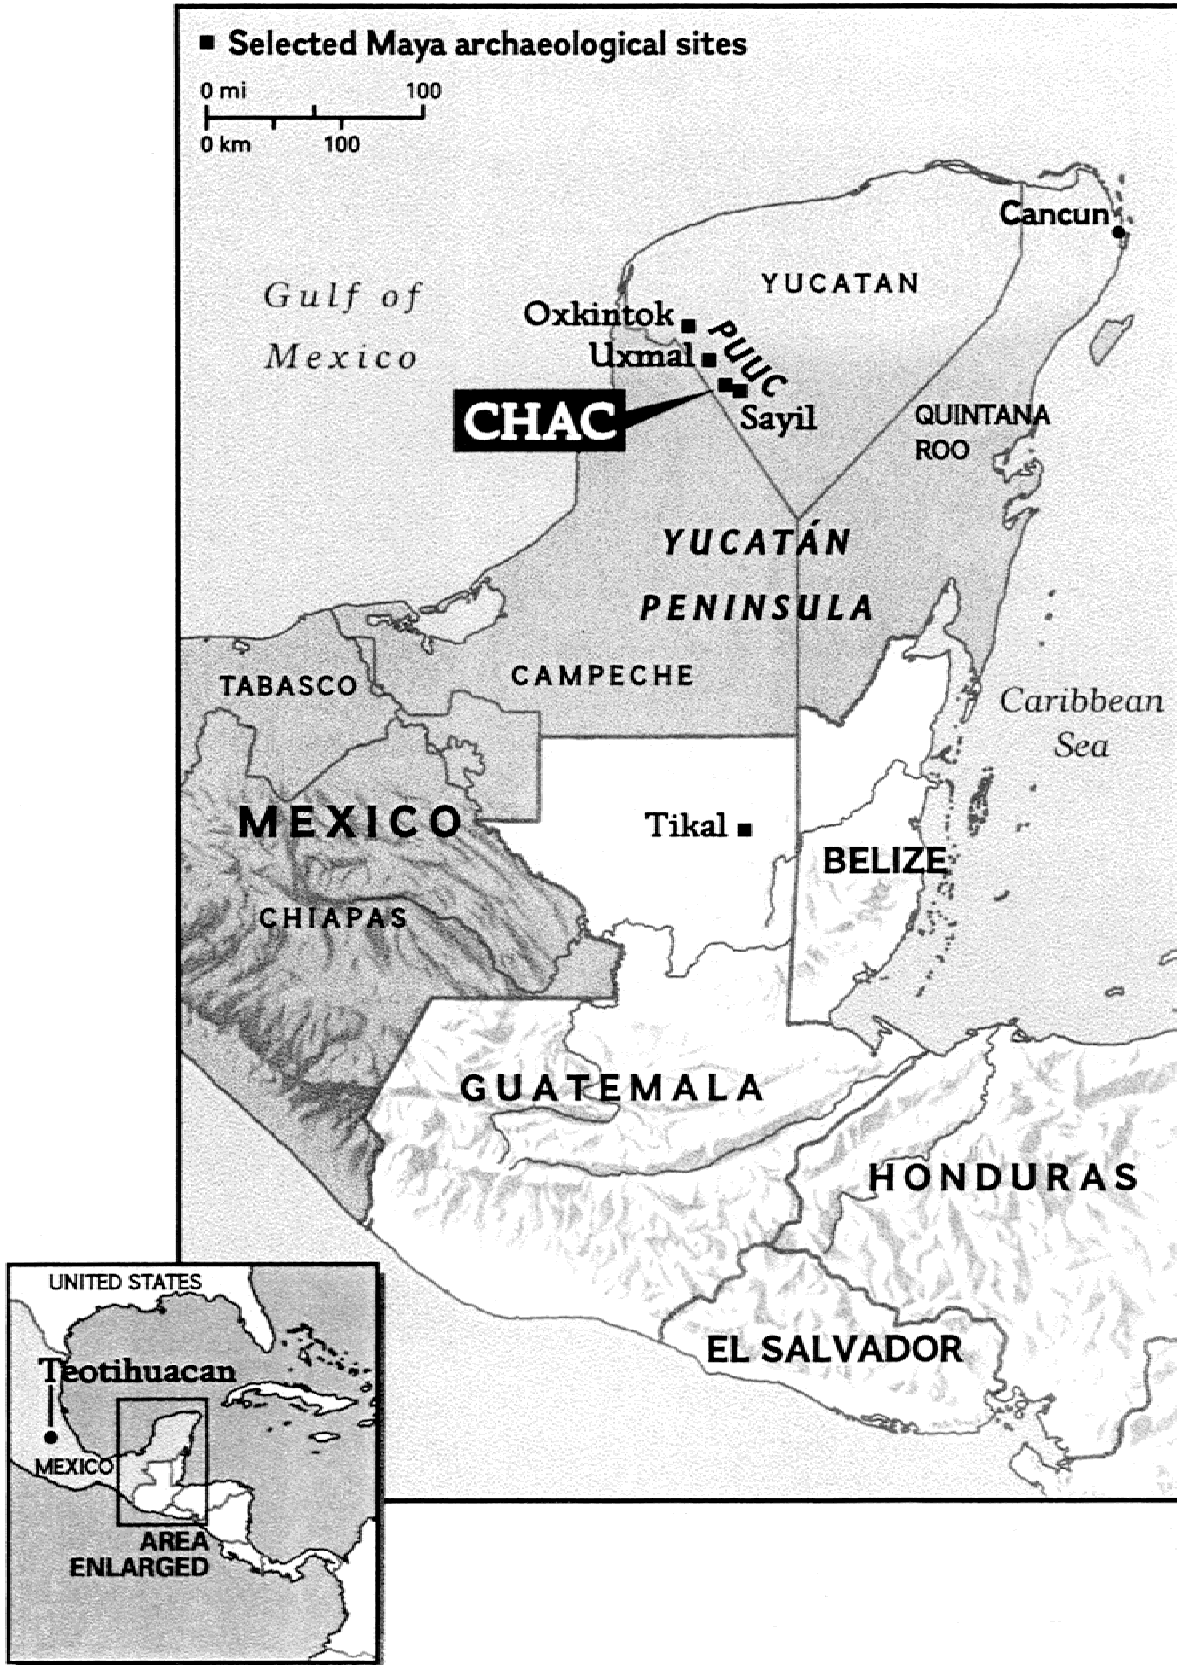 Selected Maya archaeological sites
0 mi 100
0 km 100
Cancun
YUCATAN
Gulf of
Mexico
Oxkintok
PUUC
Uxmal
CHAC
Sayil
QUINTANA
ROO
YUCATÁN
PENINSULA
CAMPECHE
TABASCO
Caribbean
Sea
MEXICO
Tikal
BELIZE
CHIAPAS
GUATEMALA
HONDURAS
EL SALVADOR
UNITED STATES
Teotihuacan
MEXICO
AREA
ENLARGED